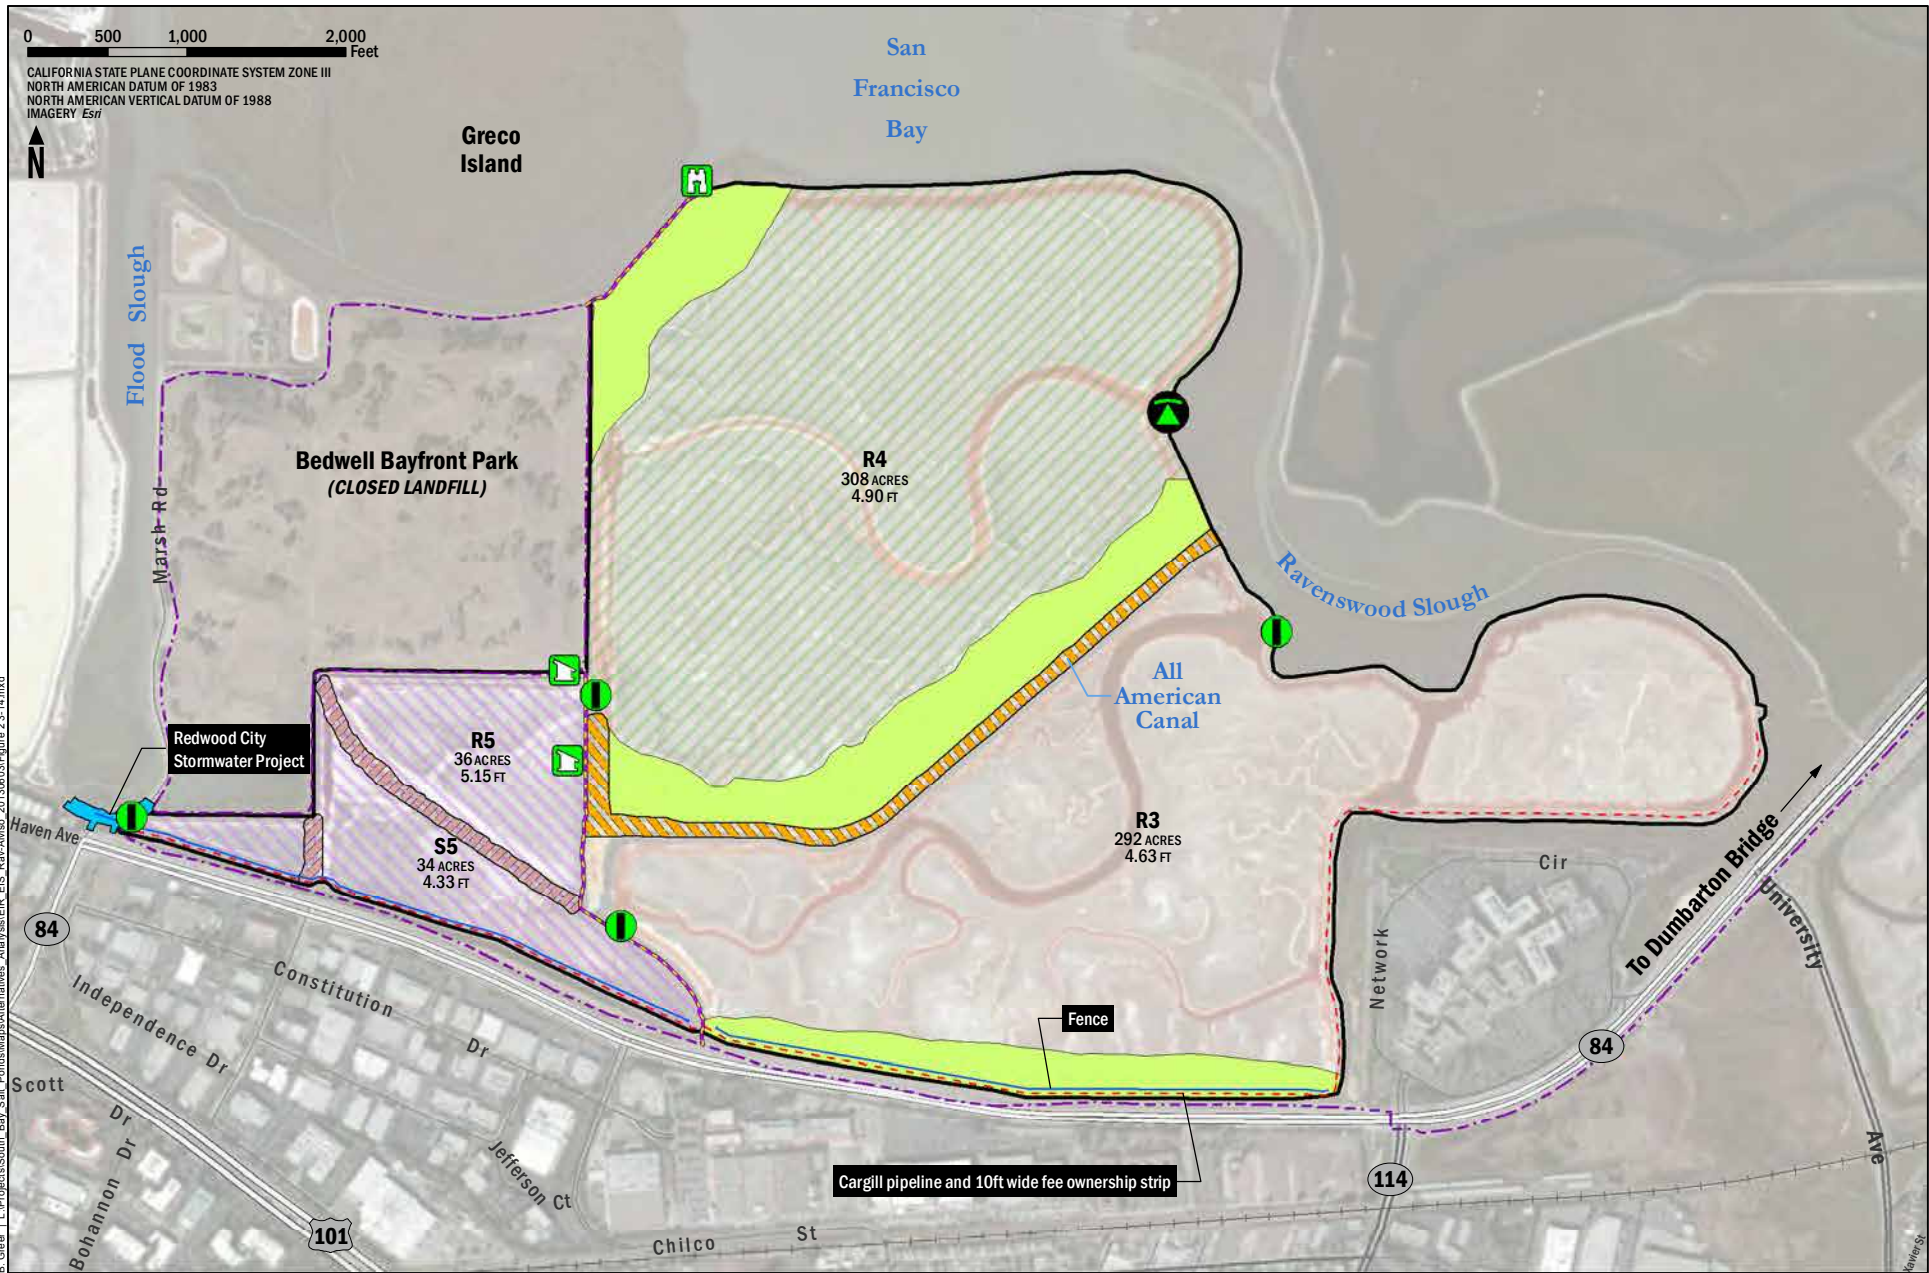 0 500 1,000 2,000
Feet
CALIFORNIA STATE PLANE COORDINATE SYSTEM ZONE III
NORTH AMERICAN DATUM OF 1983
NORTH AMERICAN VERTICAL DATUM OF 1988
IMAGERY Esri
N
San
Francisco
Bay
Greco
Island
Flood Slough
Marsh Rd
Bedwell Bayfront Park
(CLOSED LANDFILL)
R4
308 ACRES
4.90 FT
Ravenswood Slough
All
American
Canal
R5
36 ACRES
5.15 FT
Redwood City
Stormwater Project
S5
34 ACRES
4.33 FT
R3
292 ACRES
4.63 FT
Haven Ave
84
Independence Dr
Constitution Dr
Scott Dr
Bohannon Dr
Jefferson Ct
101
Chilco St
Fence
Cargill pipeline and 10ft wide fee ownership strip
Network Cir
To Dumbarton Bridge
University Ave
84
114
Xavier St